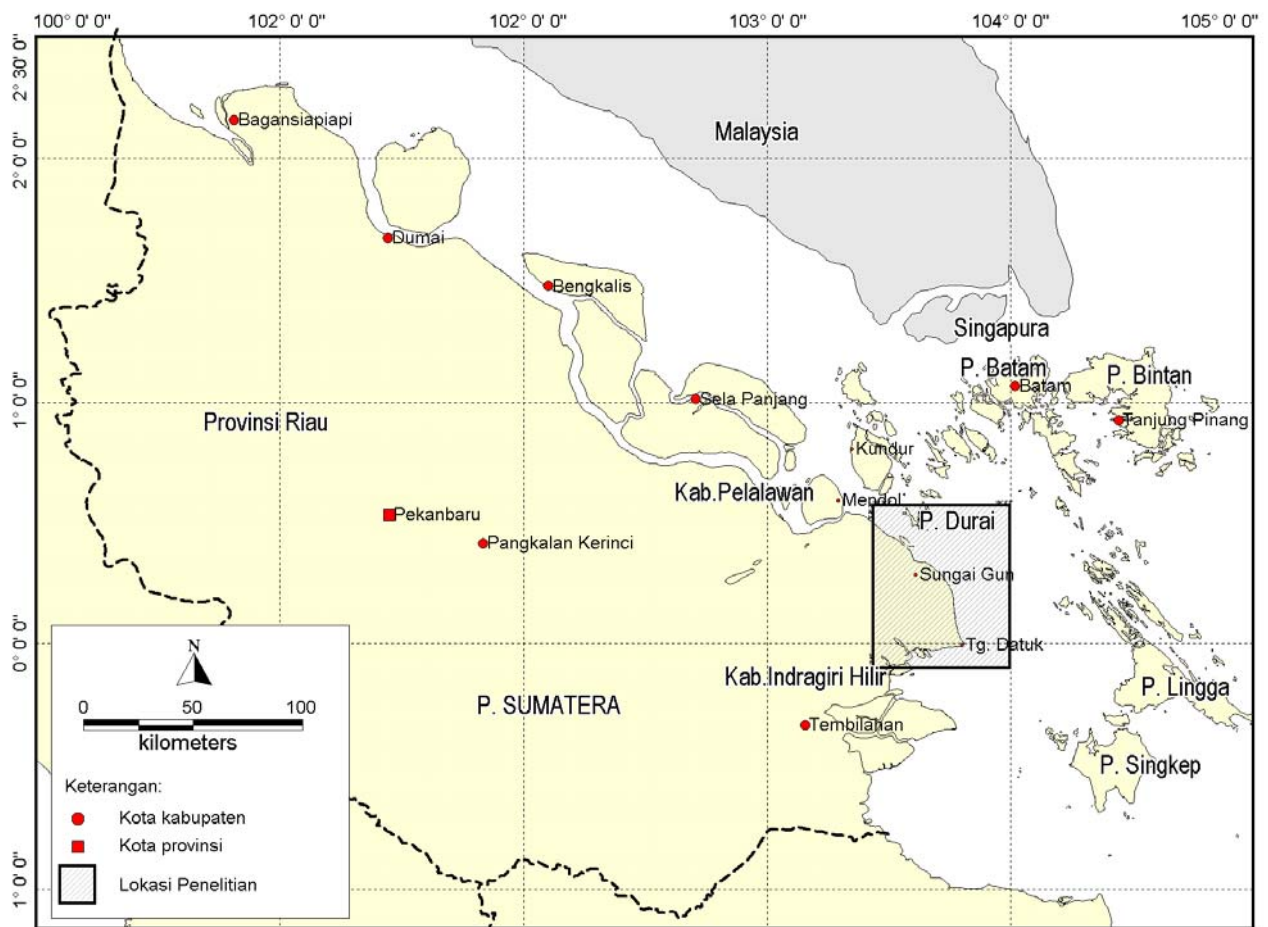 100° 0' 0"
102° 0' 0"
102° 0' 0"
103° 0' 0"
104° 0' 0"
105° 0' 0"
2° 30' 0"
Malaysia
Bagansiapiapi
2° 0' 0"
Dumai
Bengkalis
Singapura
P. Batam
Batam
P. Bintan
1° 0' 0"
Sela Panjang
Tanjung Pinang
Provinsi Riau
Kundur
Kab.Pelalawan
Mendol
Pekanbaru
P. Durai
Pangkalan Kerinci
Sungai Gun
0° 0' 0"
Tg. Datuk
Kab.Indragiri Hilir
P. Lingga
P. SUMATERA
Tembilahan
P. Singkep
N
0 50 100
kilometers
Keterangan:
Kota kabupaten
Kota provinsi
Lokasi Penelitian
1° 0' 0"